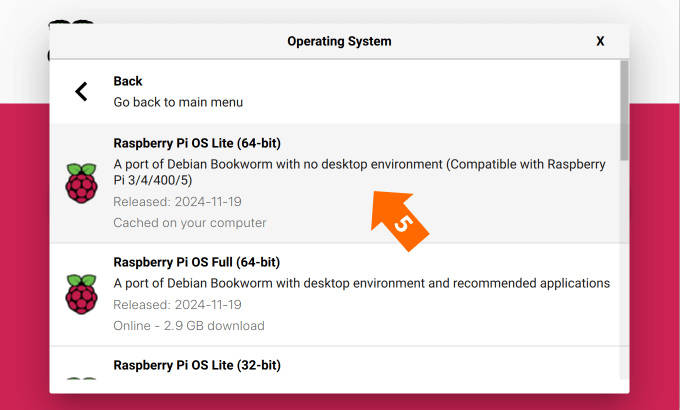 Operating System
X
Back
Go back to main menu
Raspberry Pi OS Lite (64-bit)
A port of Debian Bookworm with no desktop environment (Compatible with Raspberry
Pi 3/4/400/5)
Released: 2024-11-19
Cached on your computer
5
Raspberry Pi OS Full (64-bit)
A port of Debian Bookworm with desktop environment and recommended applications
Released: 2024-11-19
Online - 2.9 GB download
Raspberry Pi OS Lite (32-bit)